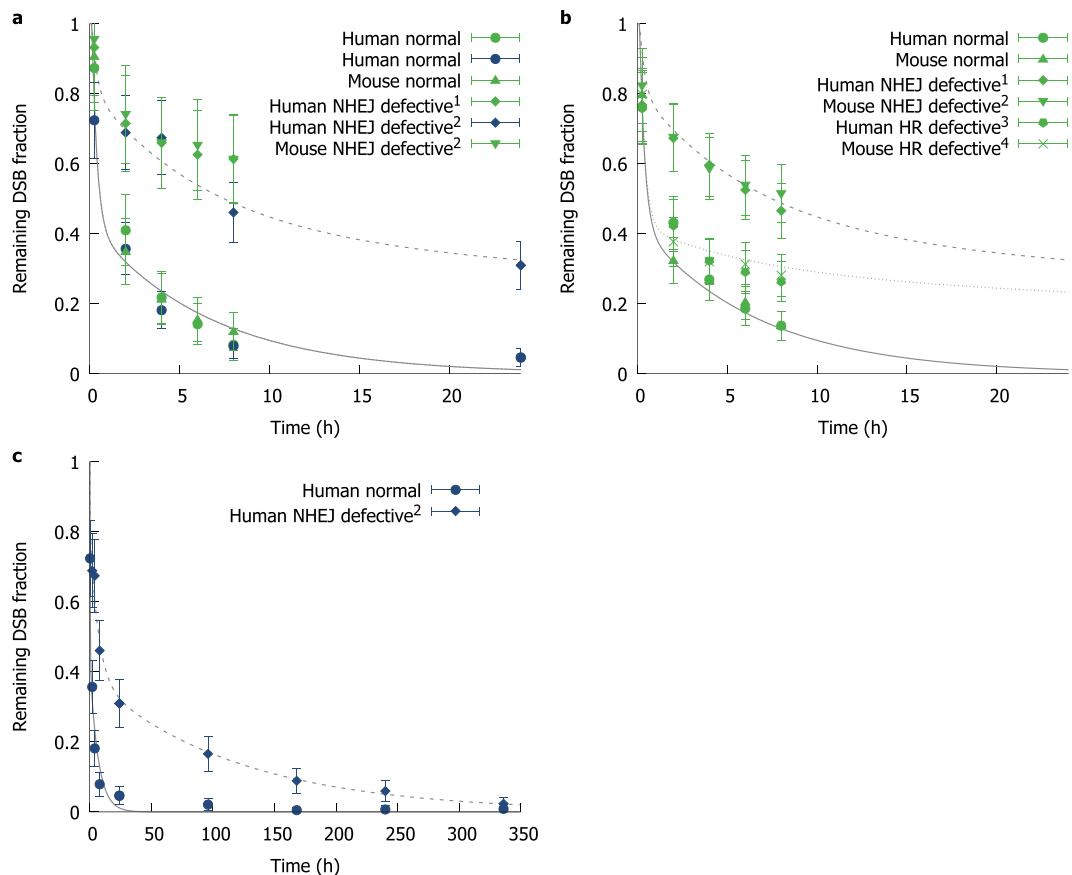 a
Remaining DSB fraction
1
0.8
0.6
0.4
0.2
0
0 5 10 15 20
Time (h)
Human normal
Human normal
Mouse normal
Human NHEJ defective1
Human NHEJ defective2
Mouse NHEJ defective2
b
Remaining DSB fraction
1
0.8
0.6
0.4
0.2
0
0 5 10 15 20
Time (h)
Human normal
Mouse normal
Human NHEJ defective1
Mouse NHEJ defective2
Human HR defective3
Mouse HR defective4
c
Remaining DSB fraction
1
0.8
0.6
0.4
0.2
0
0 50 100 150 200 250 300 350
Time (h)
Human normal
Human NHEJ defective2